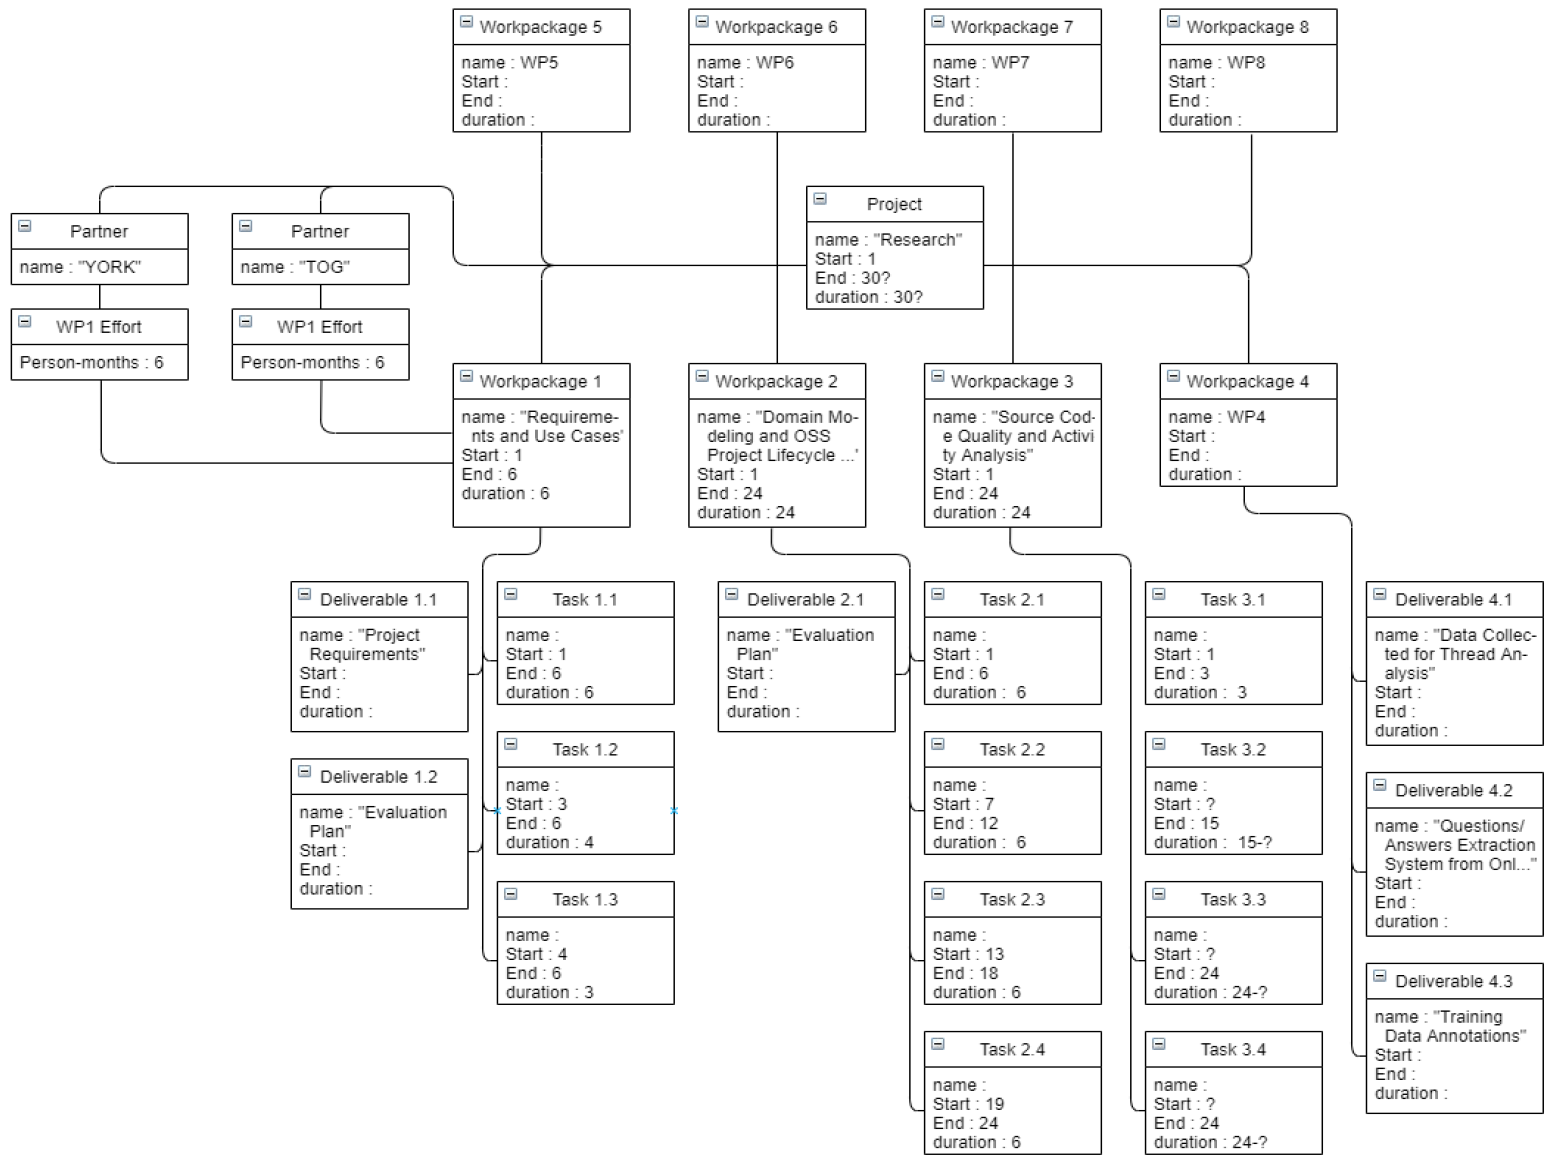 Workpackage 5
name : WP5
Start :
End :
duration :
Workpackage 6
name : WP6
Start :
End :
duration :
Workpackage 7
name : WP7
Start :
End :
duration :
Workpackage 8
name : WP8
Start :
End :
duration :
Partner
name : "YORK"
Partner
name : "TOG"
Project
name : "Research"
Start : 1
End : 30?
duration : 30?
WP1 Effort
Person-months : 6
WP1 Effort
Person-months : 6
Workpackage 1
name : "Requireme-
nts and Use Cases'
Start : 1
End : 6
duration : 6
Workpackage 2
name : "Domain Mo-
deling and OSS
Project Lifecycle ...'
Start : 1
End : 24
duration : 24
Workpackage 3
name : "Source Cod-
e Quality and Activi
ty Analysis"
Start : 1
End : 24
duration : 24
Workpackage 4
name : WP4
Start :
End :
duration :
Deliverable 1.1
name : "Project
Requirements"
Start :
End :
duration :
Deliverable 1.2
name : "Evaluation
Plan"
Start :
End :
duration :
Task 1.1
name :
Start : 1
End : 6
duration : 6
Task 1.2
name :
Start : 3
End : 6
duration : 4
Task 1.3
name :
Start : 4
End : 6
duration : 3
Deliverable 2.1
name : "Evaluation
Plan"
Start :
End :
duration :
Task 2.1
name :
Start : 1
End : 6
duration : 6
Task 2.2
name :
Start : 7
End : 12
duration : 6
Task 2.3
name :
Start : 13
End : 18
duration : 6
Task 2.4
name :
Start : 19
End : 24
duration : 6
Task 3.1
name :
Start : 1
End : 3
duration : 3
Task 3.2
name :
Start : ?
End : 15
duration : 15-?
Task 3.3
name :
Start : ?
End : 24
duration : 24-?
Task 3.4
name :
Start : ?
End : 24
duration : 24-?
Deliverable 4.1
name : "Data Collec-
ted for Thread An-
alysis"
Start :
End :
duration :
Deliverable 4.2
name : "Questions/
Answers Extraction
System from Onl..."
Start :
End :
duration :
Deliverable 4.3
name : "Training
Data Annotations"
Start :
End :
duration :